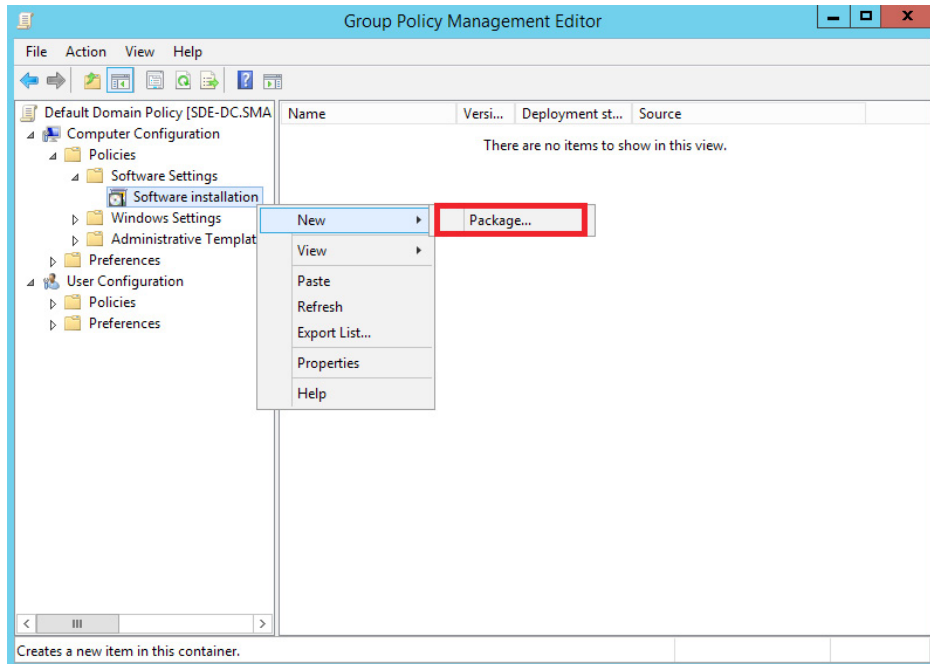 Group Policy Management Editor
File Action View Help
Default Domain Policy [SDE-DC.SMA
Computer Configuration
Policies
Software Settings
Software installation
Windows Settings
Administrative Templat
Preferences
User Configuration
Policies
Preferences
Name Versi... Deployment st... Source
There are no items to show in this view.
New
View
Paste
Refresh
Export List...
Properties
Help
Package...
Creates a new item in this container.